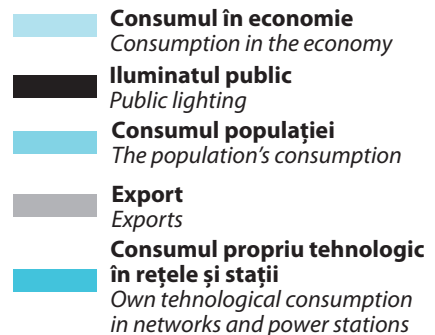 Consumul în economie
Consumption in the economy
Iluminatul public
Public lighting
Consumul populației
The population's consumption
Export
Exports
Consumul propriu tehnologic
în rețele și stații
Own tehnological consumption
in networks and power stations